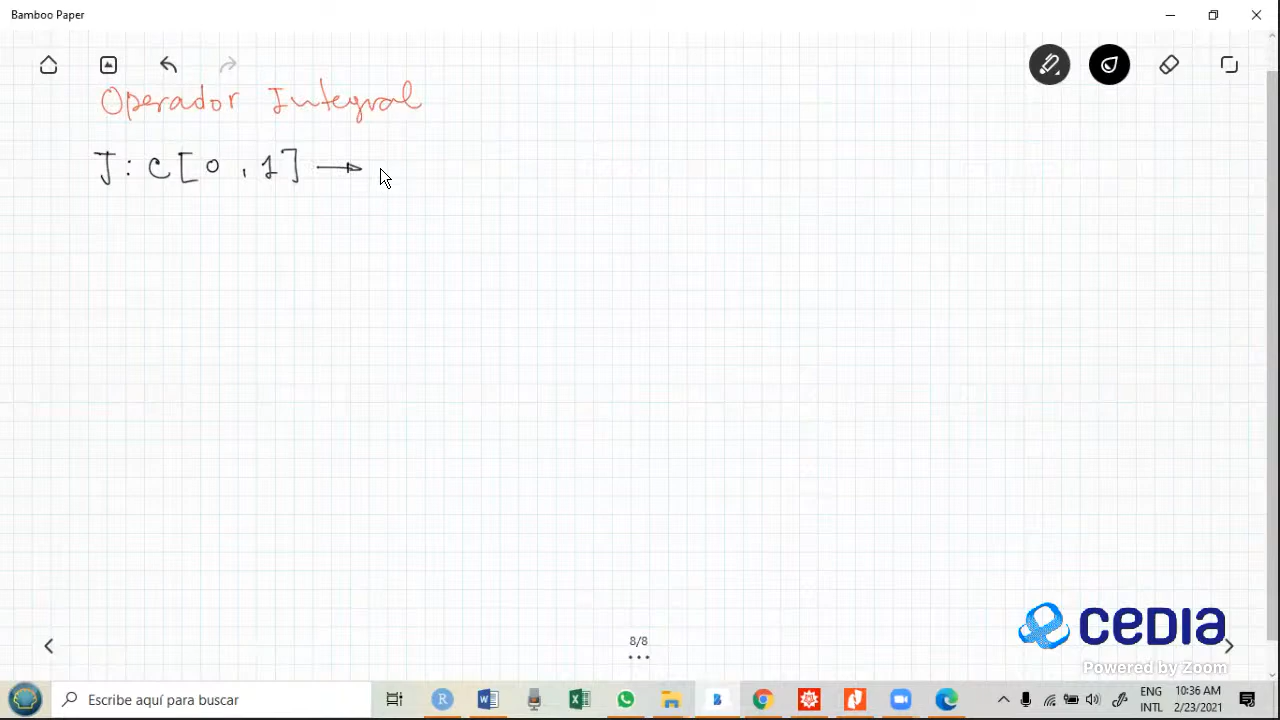 Bamboo Paper
Operador Integral
J: C[0, 1] →
8/8
cedia
Powered by Zoom
Escribe aquí para buscar
ENG 10:36 AM
INTL 2/23/2021